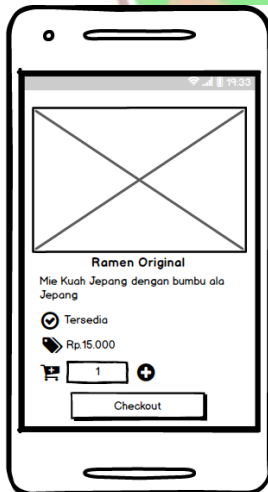 19:33
Ramen Original
Mie Kuah Jepang dengan bumbu ala
Jepang
Tersedia
Rp.15.000
1
Checkout